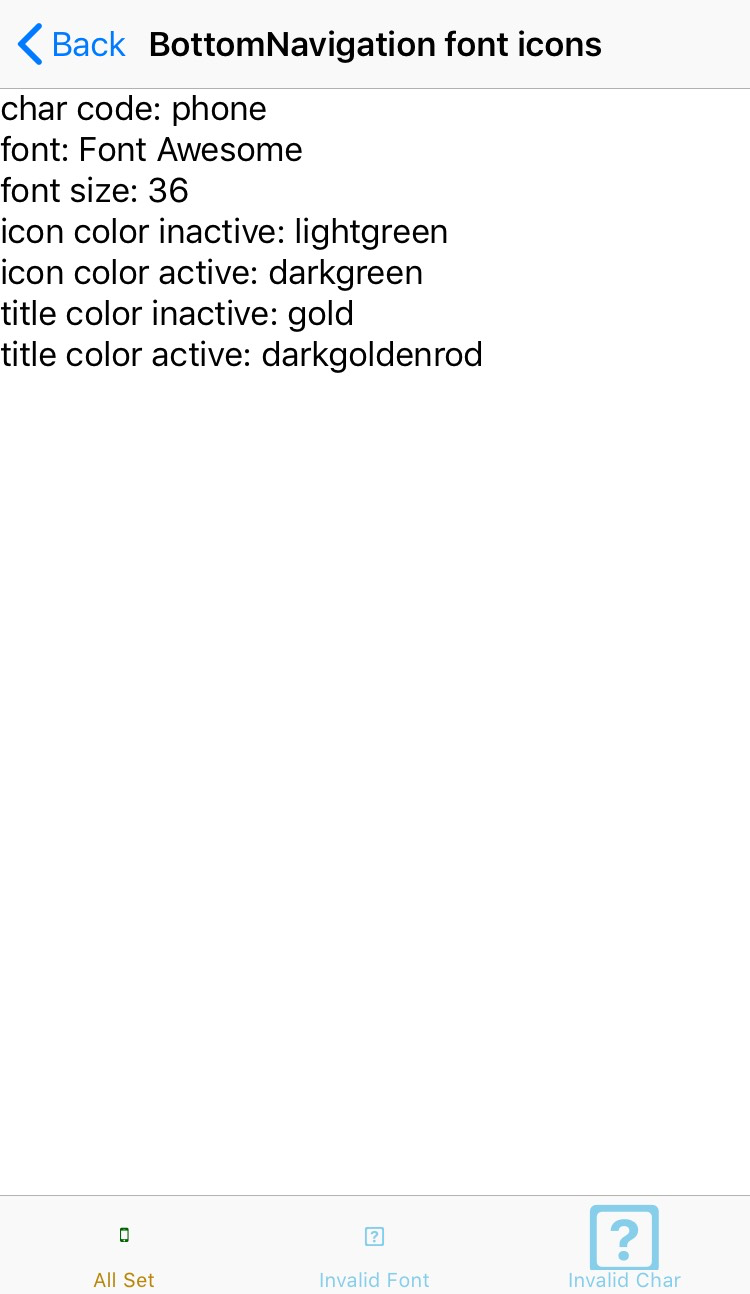 Back BottomNavigation font icons
char code: phone
font: Font Awesome
font size: 36
icon color inactive: lightgreen
icon color active: darkgreen
title color inactive: gold
title color active: darkgoldenrod
? ?
All Set Invalid Font Invalid Char